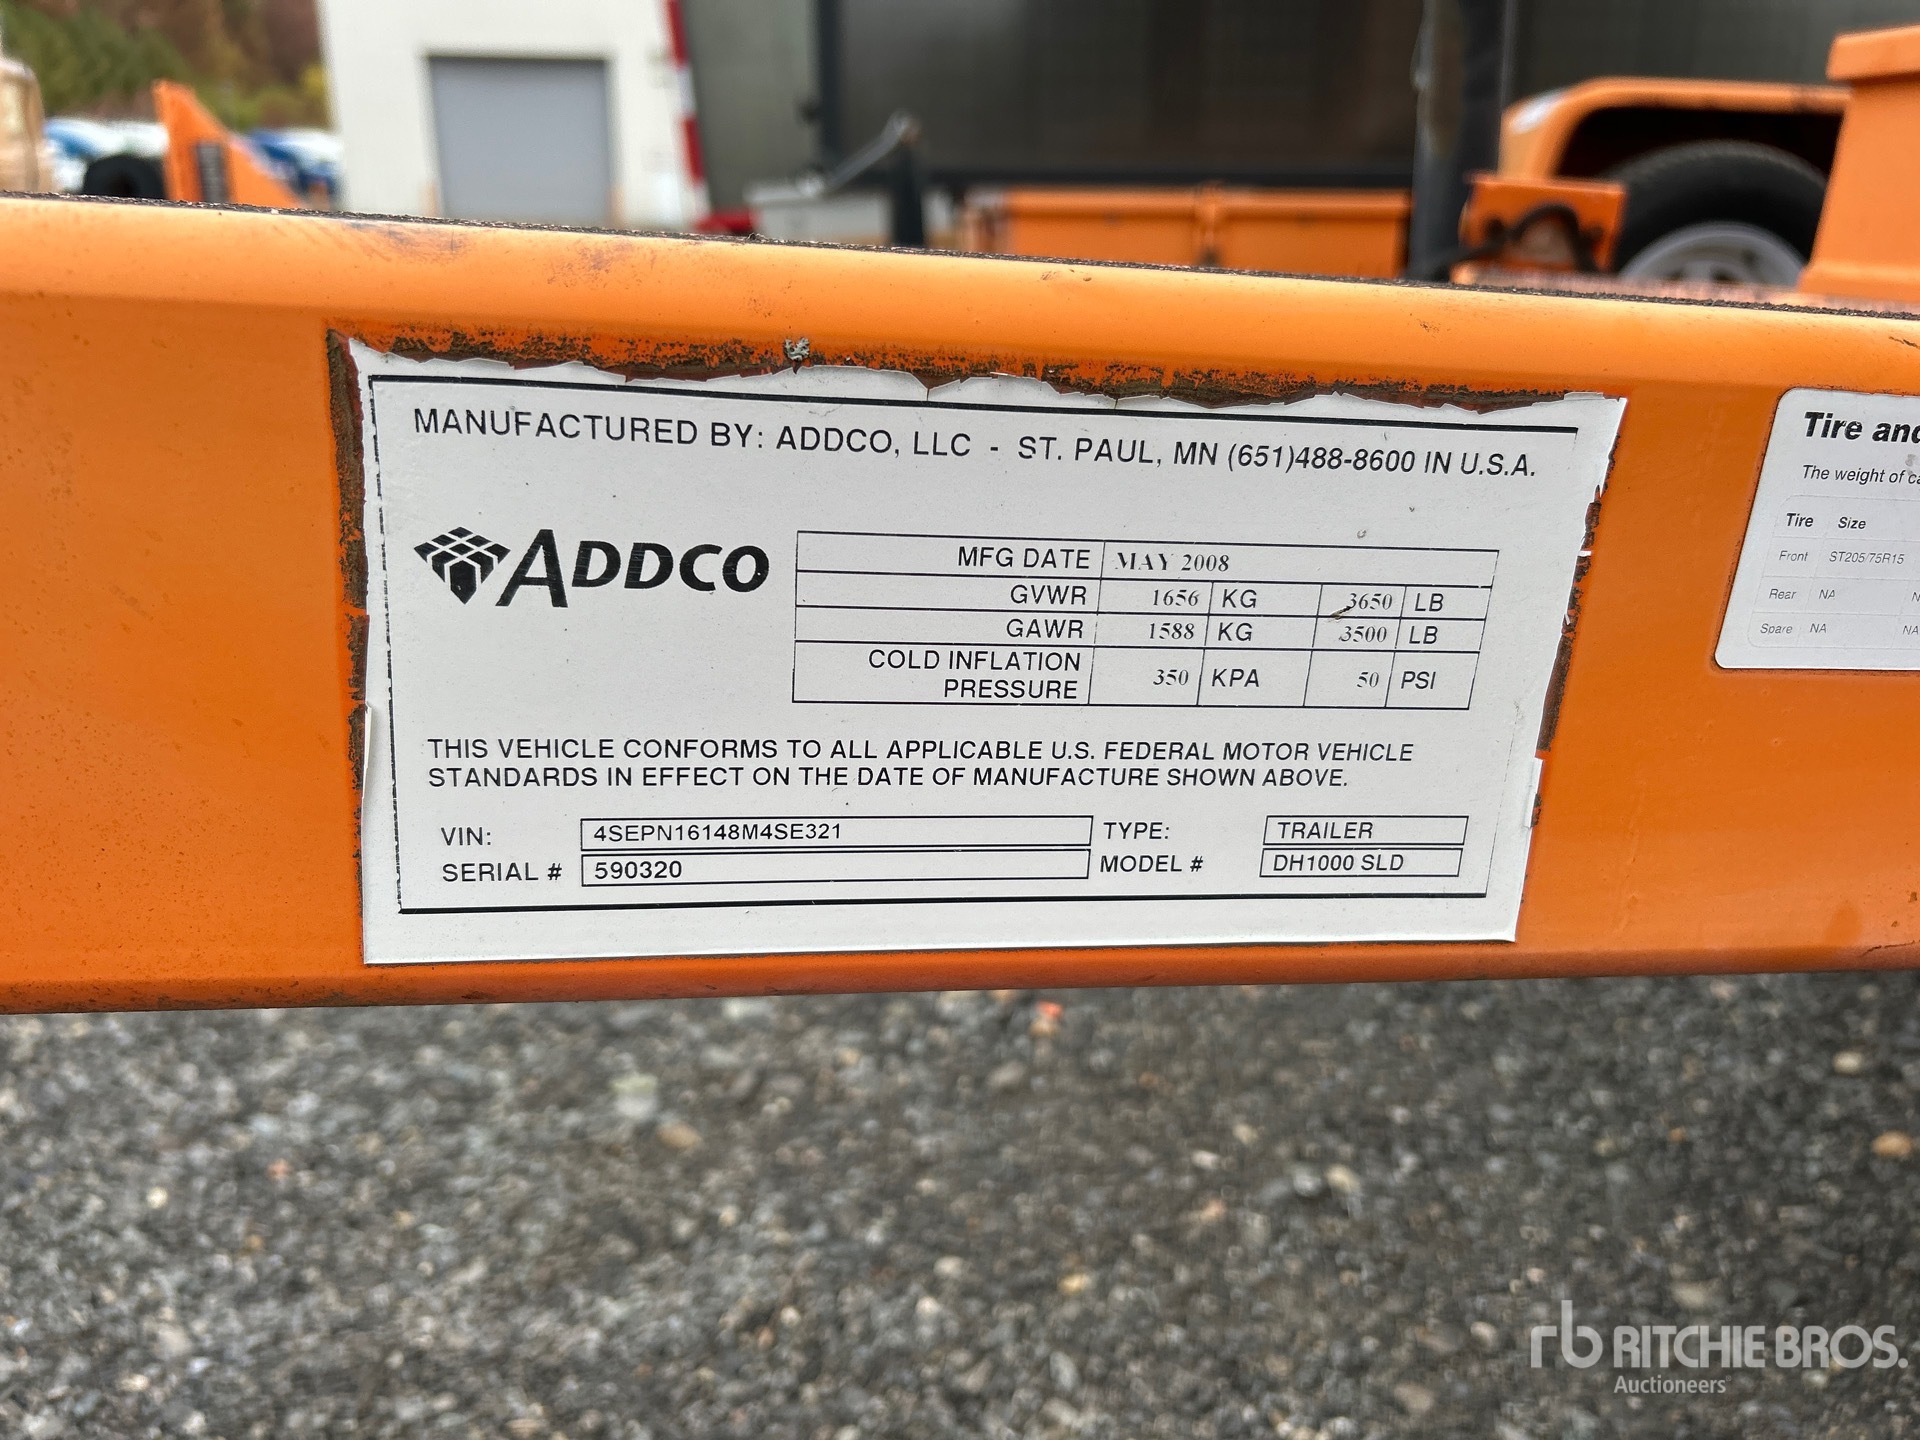 MANUFACTURED BY: ADDCO, LLC - ST. PAUL, MN (651)488-8600 IN U.S.A.
ADDCO
MFG DATE MAY 2008
GVWR 1656 KG 3650 LB
GAWR 1588 KG 3500 LB
COLD INFLATION
PRESSURE 350 KPA 50 PSI
THIS VEHICLE CONFORMS TO ALL APPLICABLE U.S. FEDERAL MOTOR VEHICLE
STANDARDS IN EFFECT ON THE DATE OF MANUFACTURE SHOWN ABOVE.
VIN: 4SEPN16148M4SE321 TYPE: TRAILER
SERIAL # 590320 MODEL # DH1000 SLD
Tire and
The weight of ca
Tire Size
Front ST205/75R15
Rear NA N
Spare NA NA
rb RITCHIE BROS.
Auctioneers